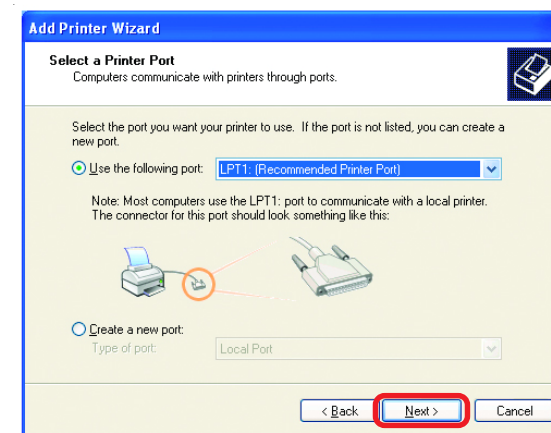 Add Printer Wizard
Select a Printer Port
Computers communicate with printers through ports.
Select the port you want your printer to use. If the port is not listed, you can create a
new port.
Use the following port: LPT1: (Recommended Printer Port)
Note: Most computers use the LPT1: port to communicate with a local printer.
The connector for this port should look something like this:
Create a new port:
Type of port: Local Port
< Back Next > Cancel